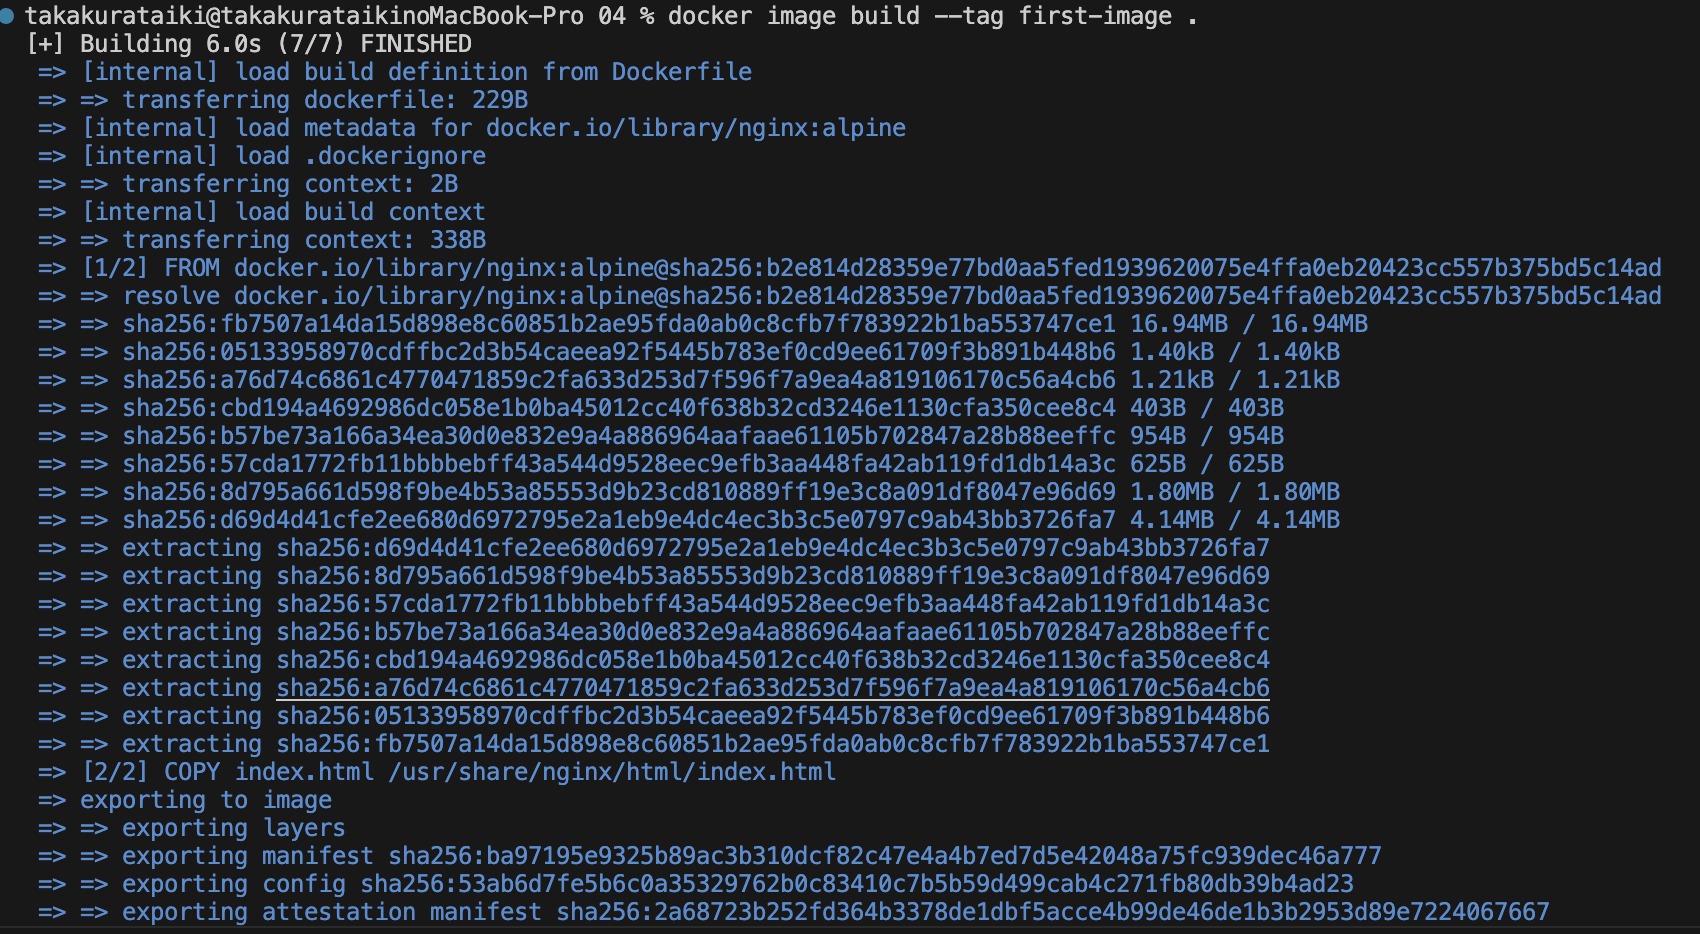 takakurataiki@takakurataikinoMacBook-Pro 04 % docker image build --tag first-image .
[+] Building 6.0s (7/7) FINISHED
=> [internal] load build definition from Dockerfile
=> => transferring dockerfile: 229B
=> [internal] load metadata for docker.io/library/nginx:alpine
=> [internal] load .dockerignore
=> => transferring context: 2B
=> [internal] load build context
=> => transferring context: 338B
=> [1/2] FROM docker.io/library/nginx:alpine@sha256:b2e814d28359e77bd0aa5fed1939620075e4ffa0eb20423cc557b375bd5c14ad
=> => resolve docker.io/library/nginx:alpine@sha256:b2e814d28359e77bd0aa5fed1939620075e4ffa0eb20423cc557b375bd5c14ad
=> => sha256:fb7507a14da15d898e8c60851b2ae95fda0ab0c8cfb7f783922b1ba553747ce1 16.94MB / 16.94MB
=> => sha256:05133958970cdffbc2d3b54caeea92f5445b783ef0cd9ee61709f3b891b448b6 1.40kB / 1.40kB
=> => sha256:a76d74c6861c4770471859c2fa633d253d7f596f7a9ea4a819106170c56a4cb6 1.21kB / 1.21kB
=> => sha256:cbd194a4692986dc058e1b0ba45012cc40f638b32cd3246e1130cfa350cee8c4 403B / 403B
=> => sha256:b57be73a166a34ea30d0e832e9a4a886964aafaae61105b702847a28b88eeffc 954B / 954B
=> => sha256:57cda1772fb11bbbbebff43a544d9528eec9efb3aa448fa42ab119fd1db14a3c 625B / 625B
=> => sha256:8d795a661d598f9be4b53a85553d9b23cd810889ff19e3c8a091df8047e96d69 1.80MB / 1.80MB
=> => sha256:d69d4d41cfe2ee680d6972795e2a1eb9e4dc4ec3b3c5e0797c9ab43bb3726fa7 4.14MB / 4.14MB
=> => extracting sha256:d69d4d41cfe2ee680d6972795e2a1eb9e4dc4ec3b3c5e0797c9ab43bb3726fa7
=> => extracting sha256:8d795a661d598f9be4b53a85553d9b23cd810889ff19e3c8a091df8047e96d69
=> => extracting sha256:57cda1772fb11bbbbebff43a544d9528eec9efb3aa448fa42ab119fd1db14a3c
=> => extracting sha256:b57be73a166a34ea30d0e832e9a4a886964aafaae61105b702847a28b88eeffc
=> => extracting sha256:cbd194a4692986dc058e1b0ba45012cc40f638b32cd3246e1130cfa350cee8c4
=> => extracting sha256:a76d74c6861c4770471859c2fa633d253d7f596f7a9ea4a819106170c56a4cb6
=> => extracting sha256:05133958970cdffbc2d3b54caeea92f5445b783ef0cd9ee61709f3b891b448b6
=> => extracting sha256:fb7507a14da15d898e8c60851b2ae95fda0ab0c8cfb7f783922b1ba553747ce1
=> [2/2] COPY index.html /usr/share/nginx/html/index.html
=> exporting to image
=> => exporting layers
=> => exporting manifest sha256:ba97195e9325b89ac3b310dcf82c47e4a4b7ed7d5e42048a75fc939dec46a777
=> => exporting config sha256:53ab6d7fe5b6c0a35329762b0c83410c7b5b59d499cab4c271fb80db39b4ad23
=> => exporting attestation manifest sha256:2a68723b252fd364b3378de1dbf5acce4b99de46de1b3b2953d89e7224067667